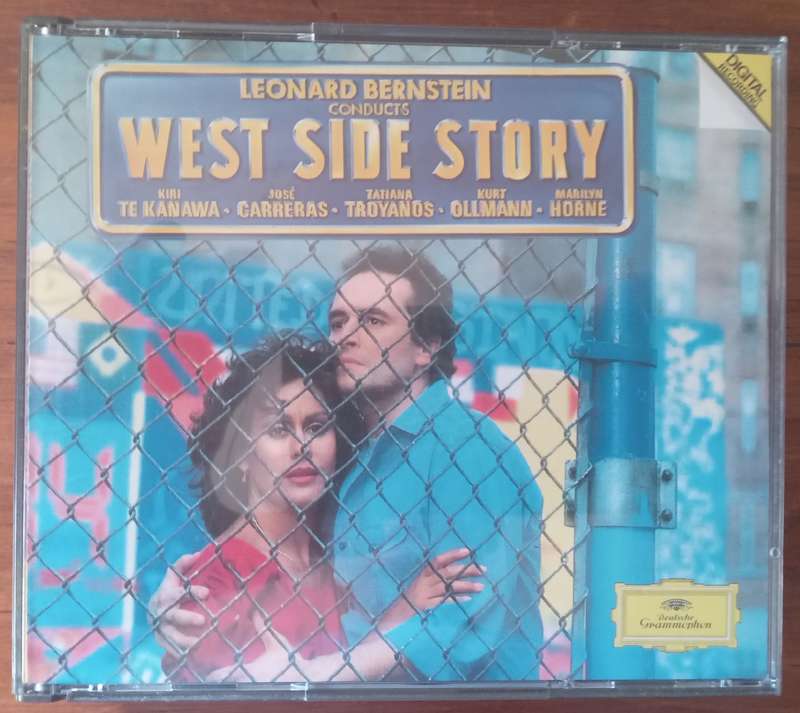 LEONARD BERNSTEIN
CONDUCTS
WEST SIDE STORY
KIRI TE KANAWA · JOSÉ CARRERAS · TATIANA TROYANOS · KURT OLLMANN · MARILYN HORNE
DIGITAL
RECORDING
Deutsche
Grammophon